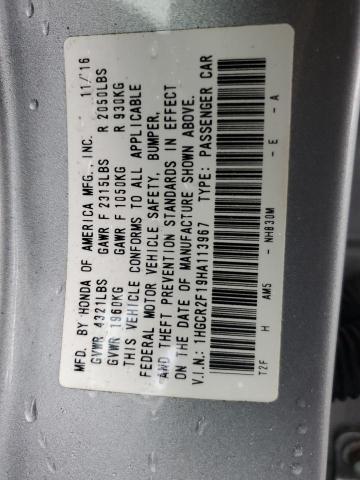 MFD. BY HONDA OF AMERICA MFG., INC. 11/16
GVWR 4321LBS GAWR F 2315LBS R 2050LBS
GVWR 1960KG GAWR F 1050KG R 930KG
THIS VEHICLE CONFORMS TO ALL APPLICABLE
FEDERAL MOTOR VEHICLE SAFETY, BUMPER,
AND THEFT PREVENTION STANDARDS IN EFFECT
ON THE DATE OF MANUFACTURE SHOWN ABOVE.
V.I.N.: 1HGCR2F19HA113967 TYPE: PASSENGER CAR
T2F H AM5 - NH830M - E - A